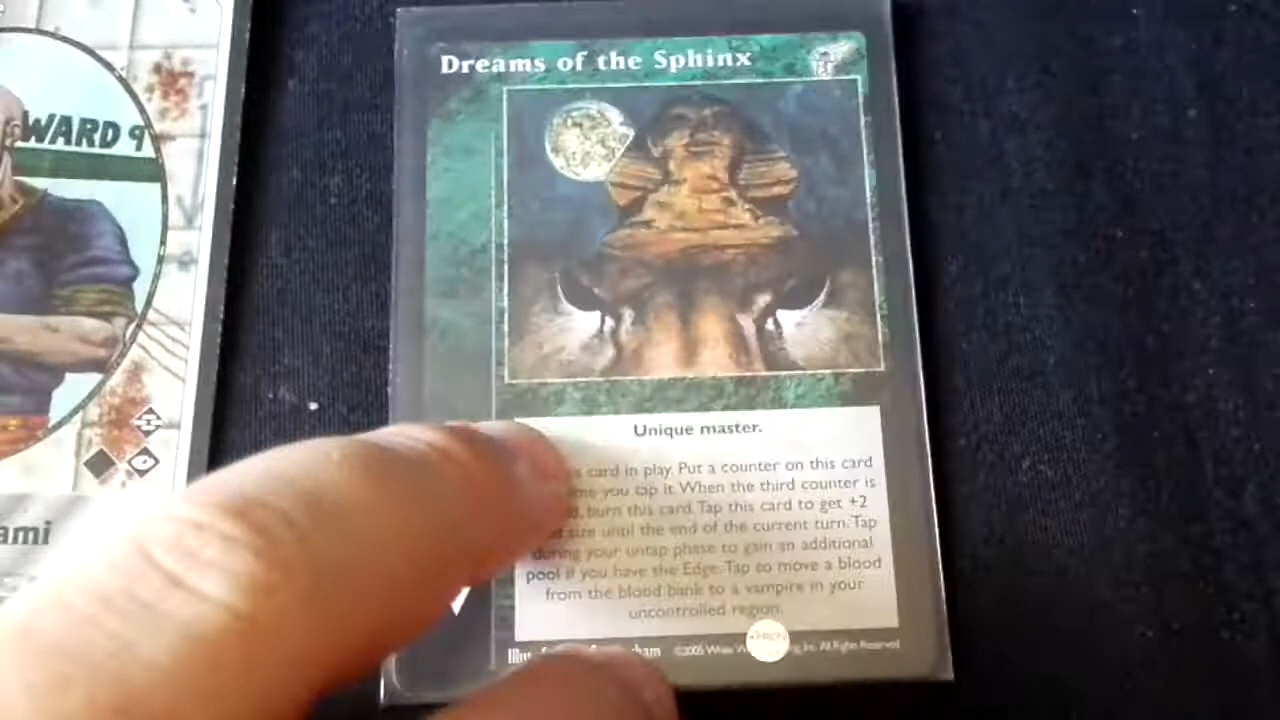 Dreams of the Sphinx
WARD 9
Unique master.
card in play. Put a counter on this card
you tap it. When the third counter is
burn this card. Tap this card to get +2
size until the end of the current turn. Tap
during your untap phase to gain an additional
pool if you have the Edge. Tap to move a blood
from the blood bank to a vampire in your
uncontrolled region.
©2005 White Inc. All Rights Reserved
ami